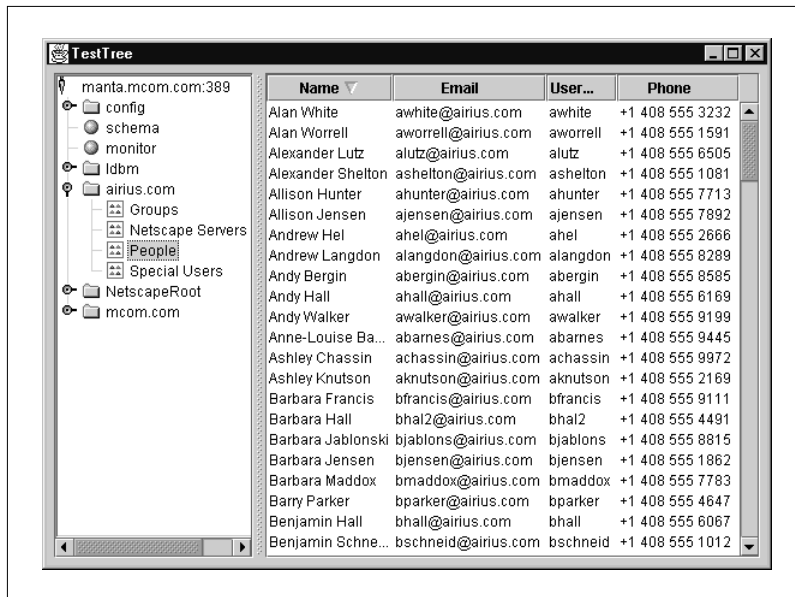 TestTree
manta.mcom.com:389
config
schema
monitor
ldbm
airius.com
Groups
Netscape Servers
People
Special Users
NetscapeRoot
mcom.com
Name Email User... Phone
Alan White awhite@airius.com awhite +1 408 555 3232
Alan Worrell aworrell@airius.com aworrell +1 408 555 1591
Alexander Lutz alutz@airius.com alutz +1 408 555 6505
Alexander Shelton ashelton@airius.com ashelton +1 408 555 1081
Allison Hunter ahunter@airius.com ahunter +1 408 555 7713
Allison Jensen ajensen@airius.com ajensen +1 408 555 7892
Andrew Hel ahel@airius.com ahel +1 408 555 2666
Andrew Langdon alangdon@airius.com alangdon +1 408 555 8289
Andy Bergin abergin@airius.com abergin +1 408 555 8585
Andy Hall ahall@airius.com ahall +1 408 555 6169
Andy Walker awalker@airius.com awalker +1 408 555 9199
Anne-Louise Ba... abarnes@airius.com abarnes +1 408 555 9445
Ashley Chassin achassin@airius.com achassin +1 408 555 9972
Ashley Knutson aknutson@airius.com aknutson +1 408 555 2169
Barbara Francis bfrancis@airius.com bfrancis +1 408 555 9111
Barbara Hall bhal2@airius.com bhal2 +1 408 555 4491
Barbara Jablonski bjablons@airius.com bjablons +1 408 555 8815
Barbara Jensen bjensen@airius.com bjensen +1 408 555 1862
Barbara Maddox bmaddox@airius.com bmaddox +1 408 555 7783
Barry Parker bparker@airius.com bparker +1 408 555 4647
Benjamin Hall bhall@airius.com bhall +1 408 555 6067
Benjamin Schne... bschneid@airius.com bschneid +1 408 555 1012